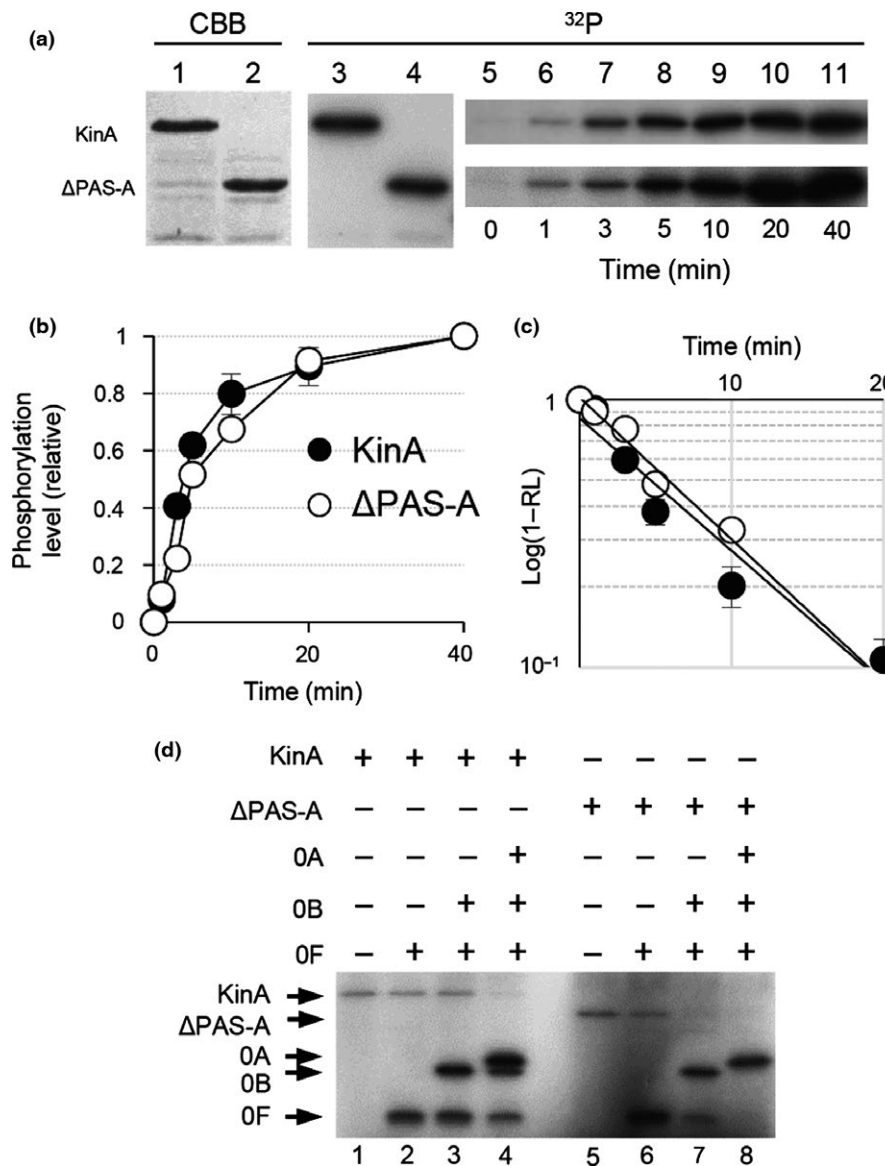 (a)
CBB
³²P
1 2 3 4 5 6 7 8 9 10 11
KinA
ΔPAS-A
0 1 3 5 10 20 40
Time (min)
(b)
Phosphorylation
level (relative)
1
0.8
0.6
0.4
0.2
0
KinA
ΔPAS-A
0 20 40
Time (min)
(c)
Time (min)
10 20
1
Log(1–RL)
10⁻¹
(d)
KinA + + + + – – – –
ΔPAS-A – – – – + + + +
0A – – – + – – – +
0B – – + + – – + +
0F – + + + – + + +
KinA
ΔPAS-A
0A
0B
0F
1 2 3 4 5 6 7 8